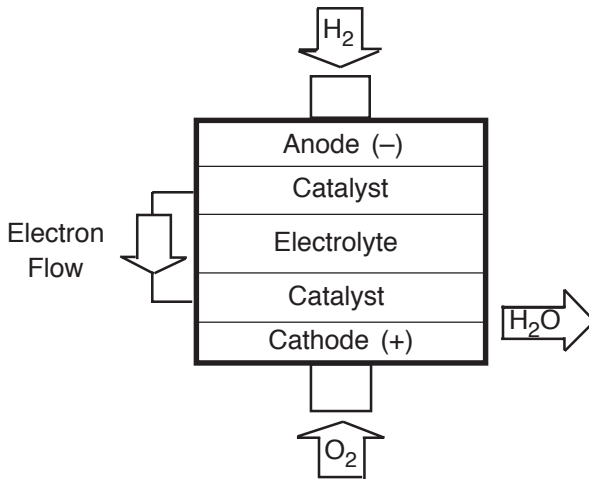 H₂
Anode (–)
Catalyst
Electron
Flow
Electrolyte
Catalyst
H₂O
Cathode (+)
O₂